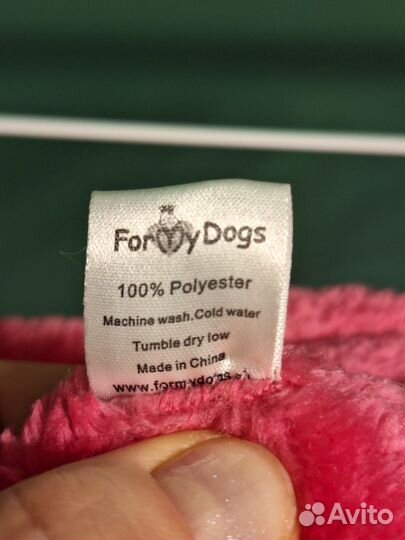 ForMyDogs
100% Polyester
Machine wash.Cold water
Tumble dry low
Made in China
www.formydogs
Avito